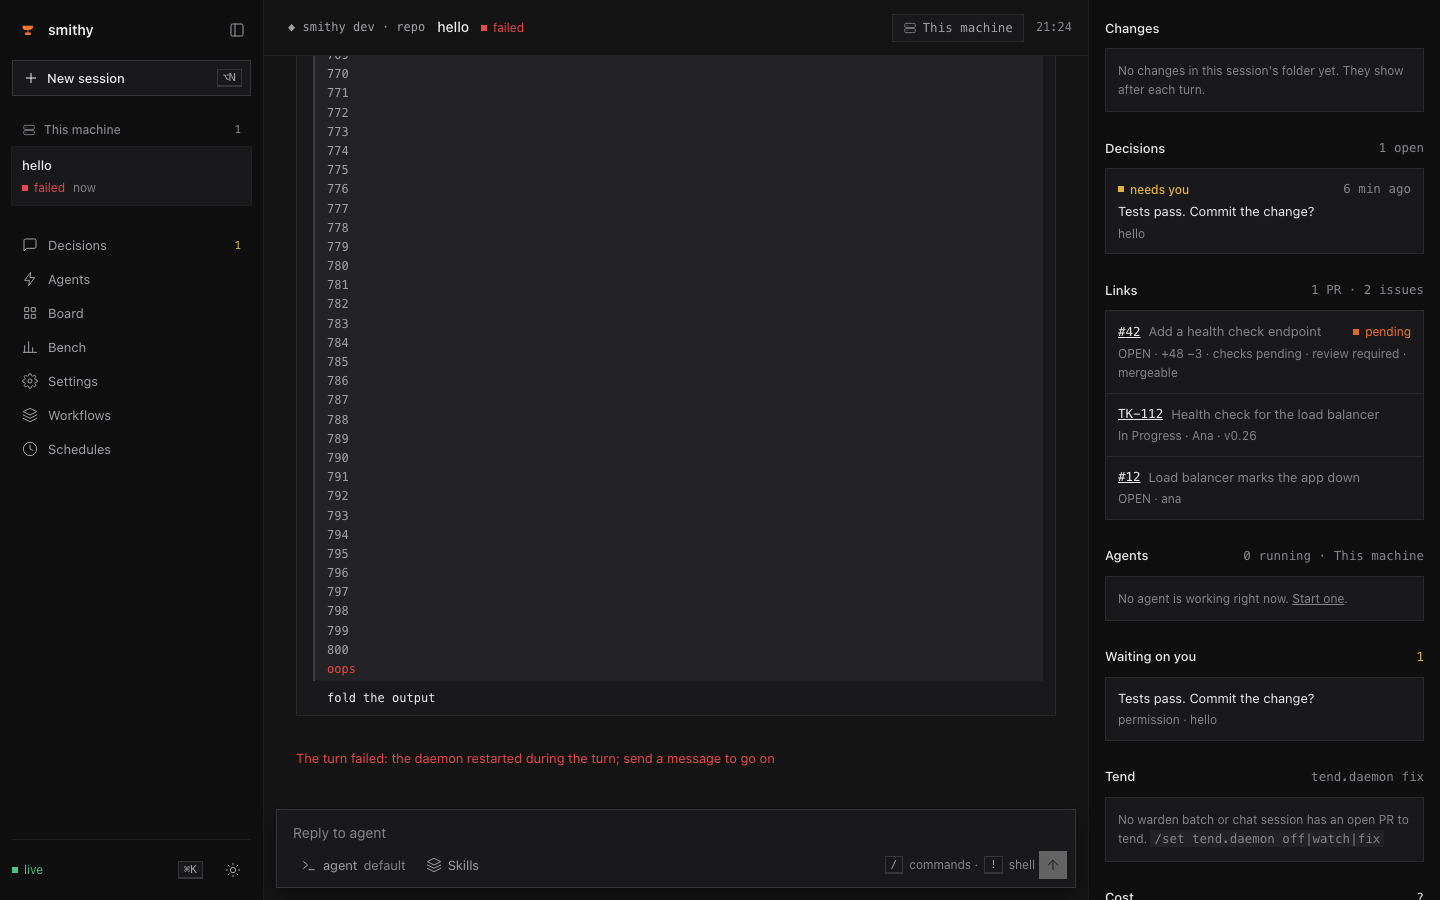 smithy
New session
⌥N
This machine 1
hello
failed now
Decisions 1
Agents
Board
Bench
Settings
Workflows
Schedules
live
⌘K
◆ smithy dev · repo hello failed
This machine 21:24
769
770
771
772
773
774
775
776
777
778
779
780
781
782
783
784
785
786
787
788
789
790
791
792
793
794
795
796
797
798
799
800
oops
fold the output
The turn failed: the daemon restarted during the turn; send a message to go on
Reply to agent
agent default Skills
/ commands · ! shell
Changes
No changes in this session's folder yet. They show
after each turn.
Decisions 1 open
needs you 6 min ago
Tests pass. Commit the change?
hello
Links 1 PR · 2 issues
#42 Add a health check endpoint pending
OPEN · +48 −3 · checks pending · review required ·
mergeable
TK-112 Health check for the load balancer
In Progress · Ana · v0.26
#12 Load balancer marks the app down
OPEN · ana
Agents 0 running · This machine
No agent is working right now. Start one.
Waiting on you 1
Tests pass. Commit the change?
permission · hello
Tend tend.daemon fix
No warden batch or chat session has an open PR to
tend. /set tend.daemon off|watch|fix
Cost ?